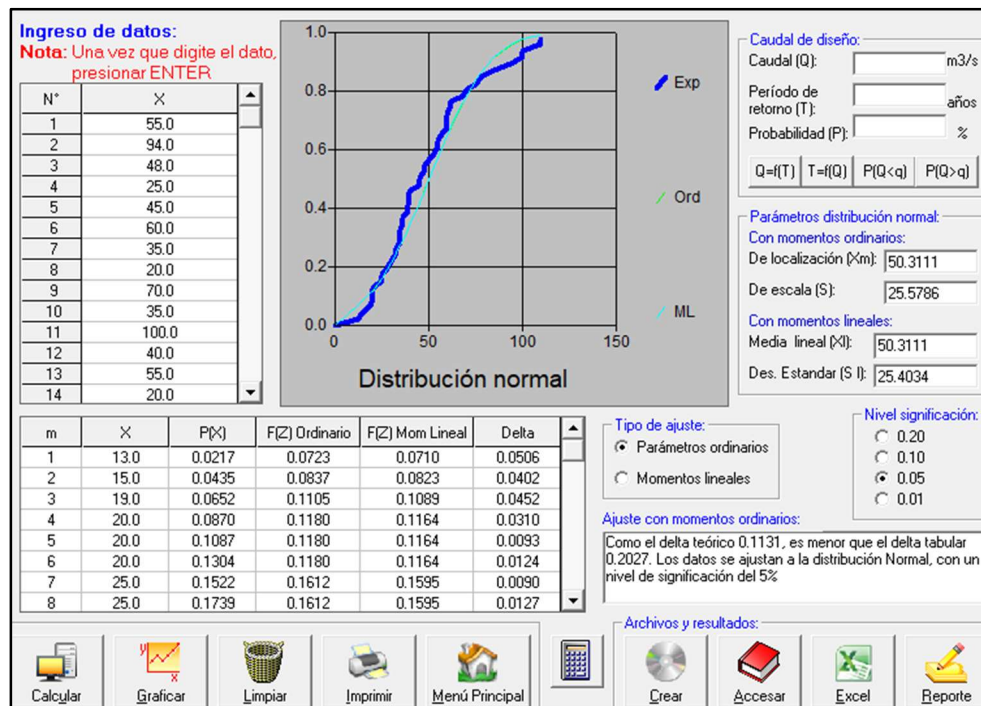 Ingreso de datos:
Nota: Una vez que digite el dato,
presionar ENTER
N° X
1 55.0
2 94.0
3 48.0
4 25.0
5 45.0
6 60.0
7 35.0
8 20.0
9 70.0
10 35.0
11 100.0
12 40.0
13 55.0
14 20.0
1.0
0.8
0.6
0.4
0.2
0.0
0 50 100 150
Exp
Ord
ML
Distribución normal
Caudal de diseño:
Caudal (Q): m3/s
Período de
retorno (T): años
Probabilidad (P): %
Q=f(T) T=f(Q) P(Q<q) P(Q>q)
Parámetros distribución normal:
Con momentos ordinarios:
De localización (Xm): 50.3111
De escala (S): 25.5786
Con momentos lineales:
Media lineal (Xl): 50.3111
Des. Estandar (S l): 25.4034
m X P(X) F(Z) Ordinario F(Z) Mom Lineal Delta
1 13.0 0.0217 0.0723 0.0710 0.0506
2 15.0 0.0435 0.0837 0.0823 0.0402
3 19.0 0.0652 0.1105 0.1089 0.0452
4 20.0 0.0870 0.1180 0.1164 0.0310
5 20.0 0.1087 0.1180 0.1164 0.0093
6 20.0 0.1304 0.1180 0.1164 0.0124
7 25.0 0.1522 0.1612 0.1595 0.0090
8 25.0 0.1739 0.1612 0.1595 0.0127
Tipo de ajuste:
Parámetros ordinarios
Momentos lineales
Nivel significación:
0.20
0.10
0.05
0.01
Ajuste con momentos ordinarios:
Como el delta teórico 0.1131, es menor que el delta tabular
0.2027. Los datos se ajustan a la distribución Normal, con un
nivel de significación del 5%
Archivos y resultados:
Calcular Graficar Limpiar Imprimir Menú Principal Crear Accesar Excel Reporte